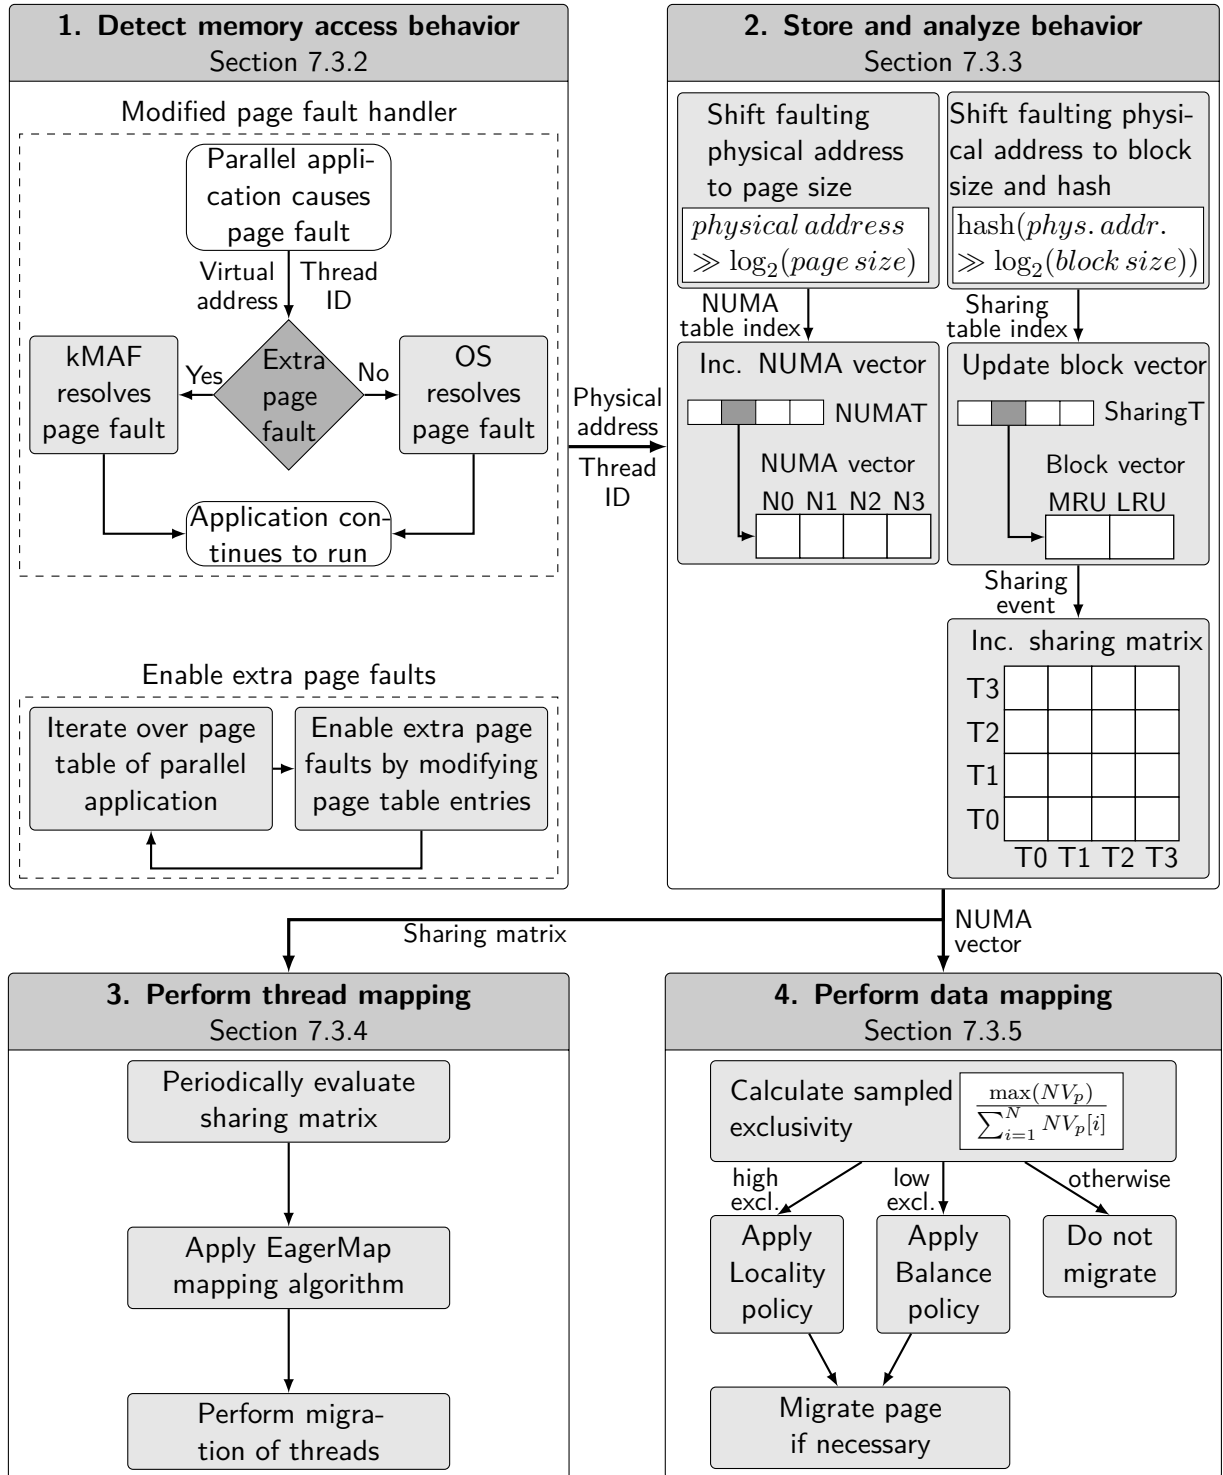 1. Detect memory access behavior
Section 7.3.2
Modified page fault handler
Parallel appli-
cation causes
page fault
Virtual
address
Thread
ID
kMAF
resolves
page fault
Yes
Extra
page
fault
No
OS
resolves
page fault
Application con-
tinues to run
Enable extra page faults
Iterate over page
table of parallel
application
Enable extra page
faults by modifying
page table entries
Physical
address
Thread
ID
2. Store and analyze behavior
Section 7.3.3
Shift faulting
physical address
to page size
physical address
≫ log₂(page size)
NUMA
table index
Inc. NUMA vector
NUMAT
NUMA vector
N0 N1 N2 N3
Shift faulting physi-
cal address to block
size and hash
hash(phys. addr.
≫ log₂(block size))
Sharing
table index
Update block vector
SharingT
Block vector
MRU LRU
Sharing
event
Inc. sharing matrix
T3
T2
T1
T0
T0 T1 T2 T3
Sharing matrix
NUMA
vector
3. Perform thread mapping
Section 7.3.4
Periodically evaluate
sharing matrix
Apply EagerMap
mapping algorithm
Perform migra-
tion of threads
4. Perform data mapping
Section 7.3.5
Calculate sampled
exclusivity
max(NVₚ)
∑ᵢ₌₁ᴺ NVₚ[i]
high
excl.
low
excl.
otherwise
Apply
Locality
policy
Apply
Balance
policy
Do not
migrate
Migrate page
if necessary